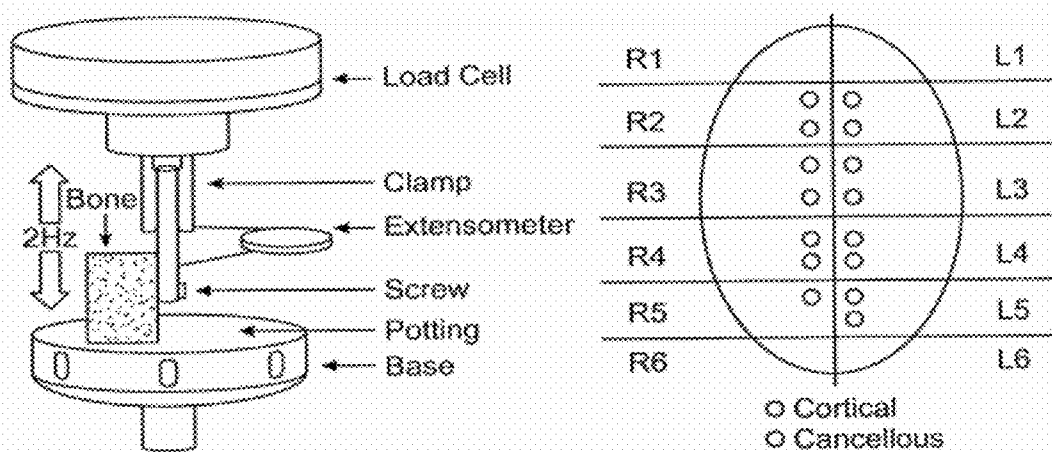 Load Cell
Clamp
Bone
2Hz
Extensometer
Screw
Potting
Base
R1 L1
R2 L2
R3 L3
R4 L4
R5 L5
R6 L6
Cortical
Cancellous